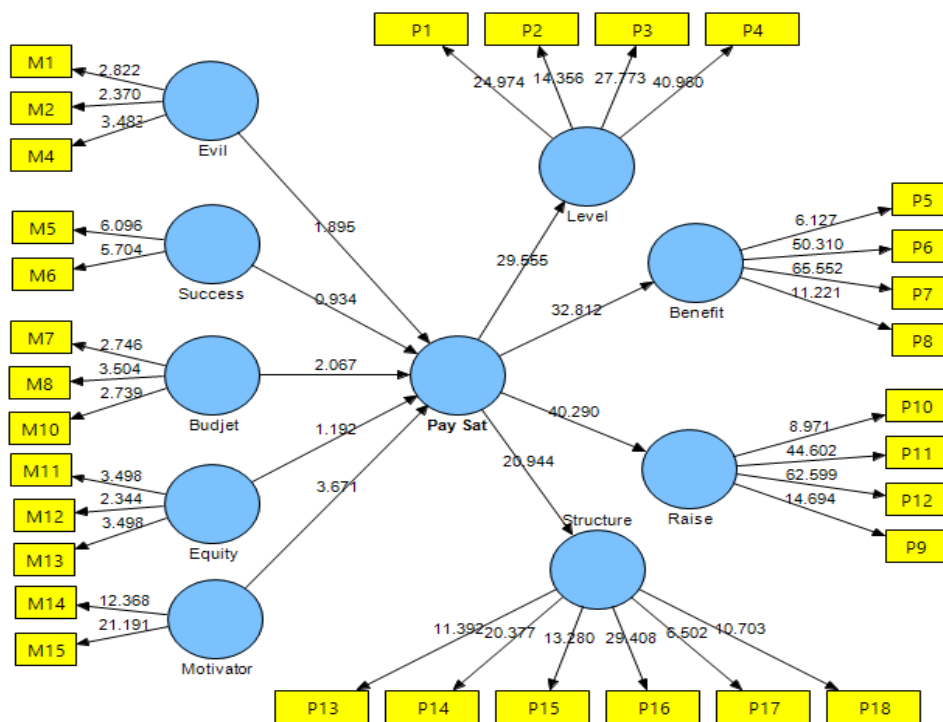 P1
P2
P3
P4
24.974
14.356
27.773
40.960
Level
M1
M2
M4
2.822
2.370
3.483
Evil
1.895
M5
M6
6.096
5.704
Success
0.934
29.555
P5
P6
P7
P8
6.127
50.310
65.552
11.221
Benefit
32.812
M7
M8
M10
2.746
3.504
2.739
Budjet
2.067
Pay Sat
M11
M12
M13
3.498
2.344
3.498
Equity
1.192
40.290
P10
P11
P12
P9
8.971
44.602
62.599
14.694
Raise
M14
M15
12.368
21.191
Motivator
3.671
20.944
Structure
11.392
20.377
13.280
29.408
6.502
10.703
P13
P14
P15
P16
P17
P18